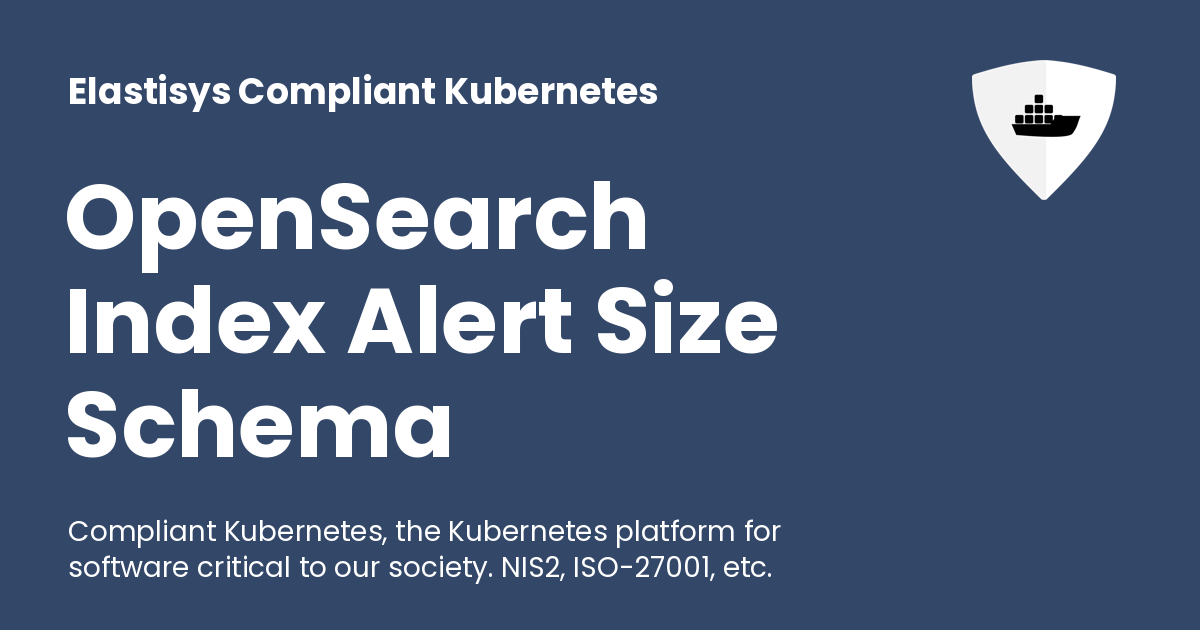 Elastisys Compliant Kubernetes
OpenSearch
Index Alert Size
Schema
Compliant Kubernetes, the Kubernetes platform for
software critical to our society. NIS2, ISO-27001, etc.